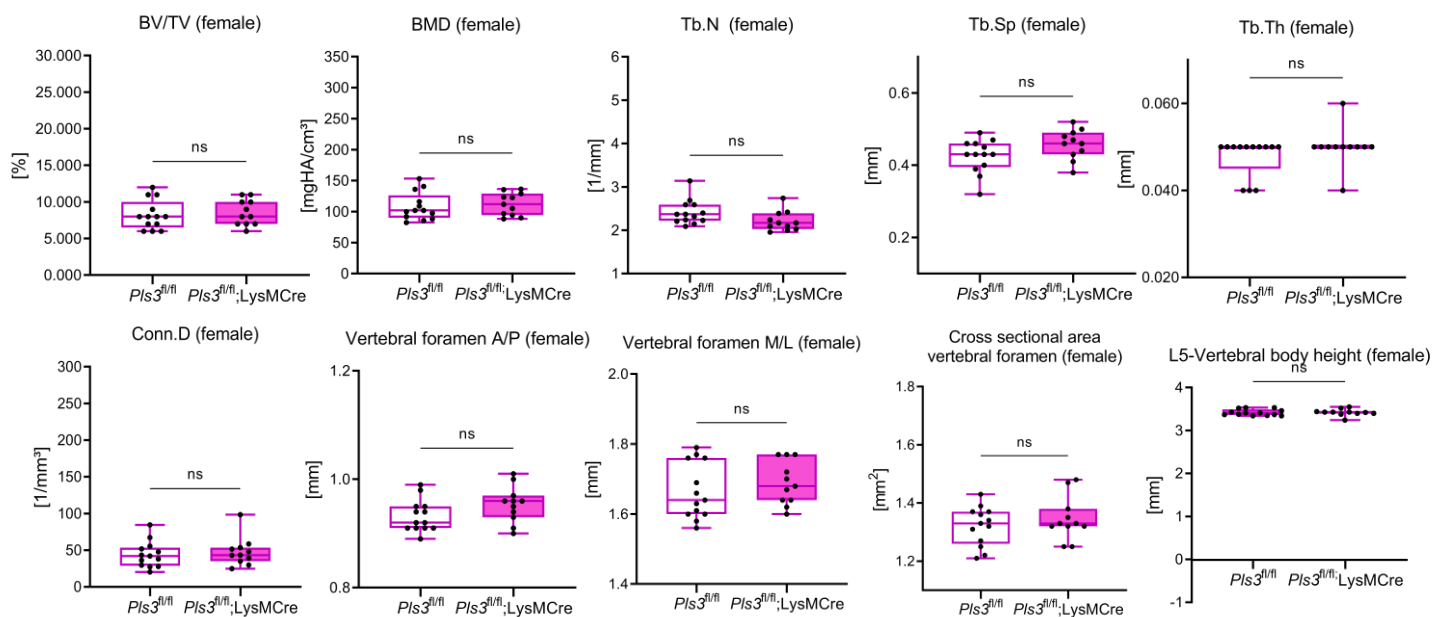 BV/TV (female)
30.000
25.000
20.000
15.000
10.000
5.000
0.000
[%]
ns
Pls3fl/fl Pls3fl/fl;LysMCre
BMD (female)
350
300
250
200
150
100
50
0
[mgHA/cm³]
ns
Pls3fl/fl Pls3fl/fl;LysMCre
Tb.N (female)
6
5
4
3
2
1
[1/mm]
ns
Pls3fl/fl Pls3fl/fl;LysMCre
Tb.Sp (female)
0.6
0.4
0.2
[mm]
ns
Pls3fl/fl Pls3fl/fl;LysMCre
Tb.Th (female)
0.060
0.040
0.020
[mm]
ns
Pls3fl/fl Pls3fl/fl;LysMCre
Conn.D (female)
300
250
200
150
100
50
0
[1/mm³]
ns
Pls3fl/fl Pls3fl/fl;LysMCre
Vertebral foramen A/P (female)
1.2
1.0
0.8
[mm]
ns
Pls3fl/fl Pls3fl/fl;LysMCre
Vertebral foramen M/L (female)
2.0
1.8
1.6
1.4
[mm]
ns
Pls3fl/fl Pls3fl/fl;LysMCre
Cross sectional area
vertebral foramen (female)
1.8
1.6
1.4
1.2
[mm²]
ns
Pls3fl/fl Pls3fl/fl;LysMCre
L5-Vertebral body height (female)
4
3
1
-1
[mm]
ns
Pls3fl/fl Pls3fl/fl;LysMCre